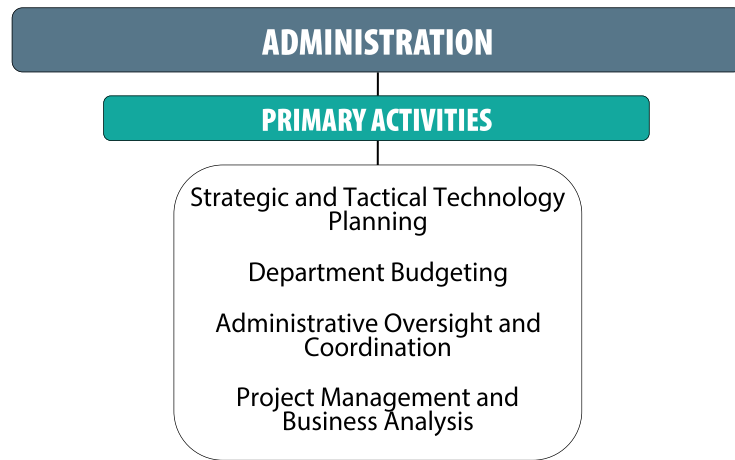 ADMINISTRATION
PRIMARY ACTIVITIES
Strategic and Tactical Technology
Planning
Department Budgeting
Administrative Oversight and
Coordination
Project Management and
Business Analysis